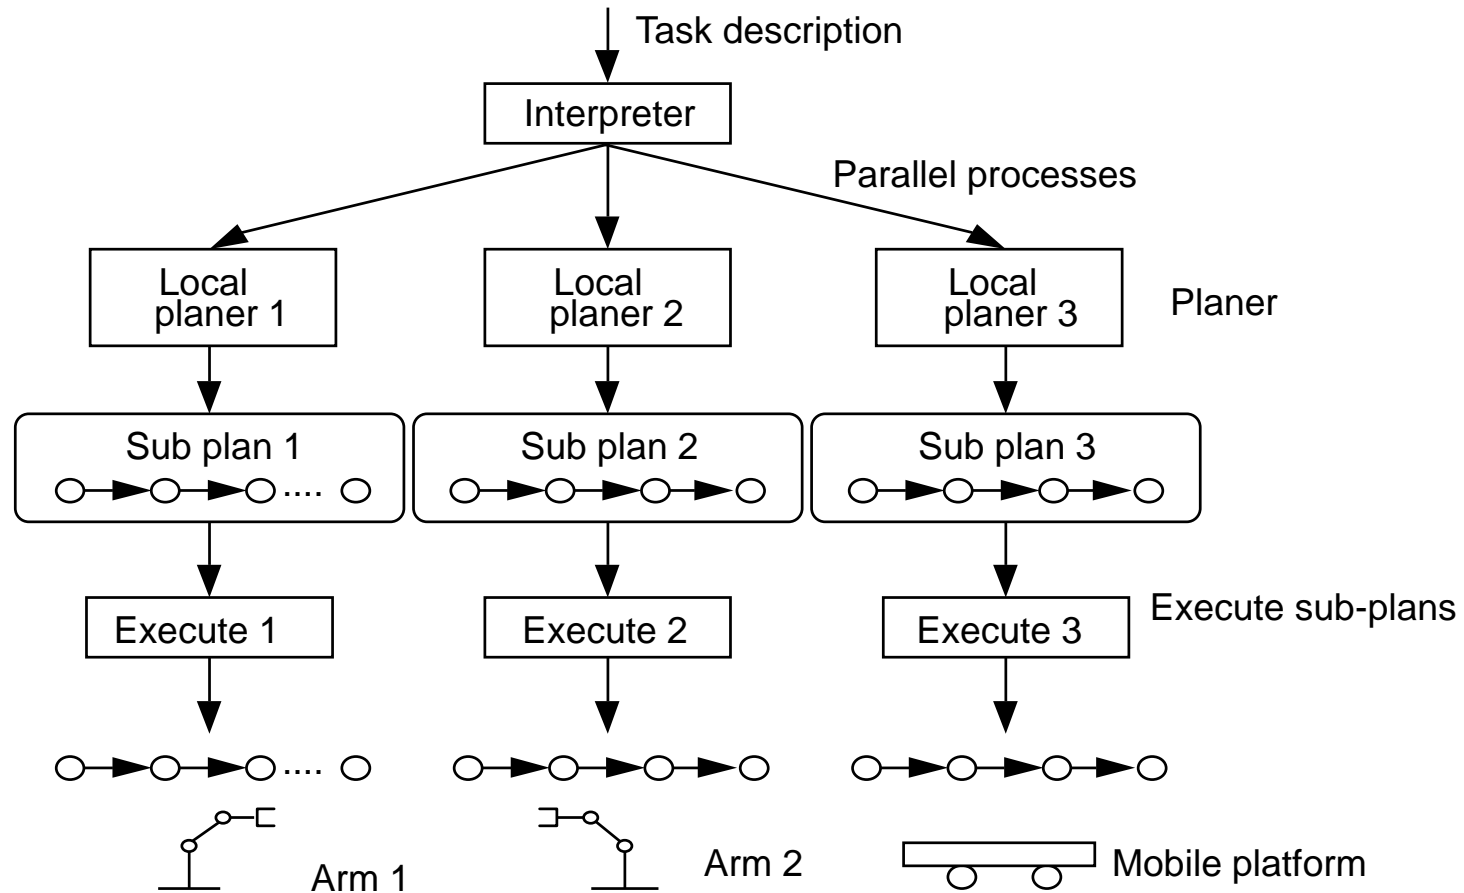 Task description
Interpreter
Parallel processes
Local
planer 1
Local
planer 2
Local
planer 3
Planer
Sub plan 1
....
Sub plan 2
Sub plan 3
Execute 1
Execute 2
Execute 3
Execute sub-plans
....
Arm 1
Arm 2
Mobile platform